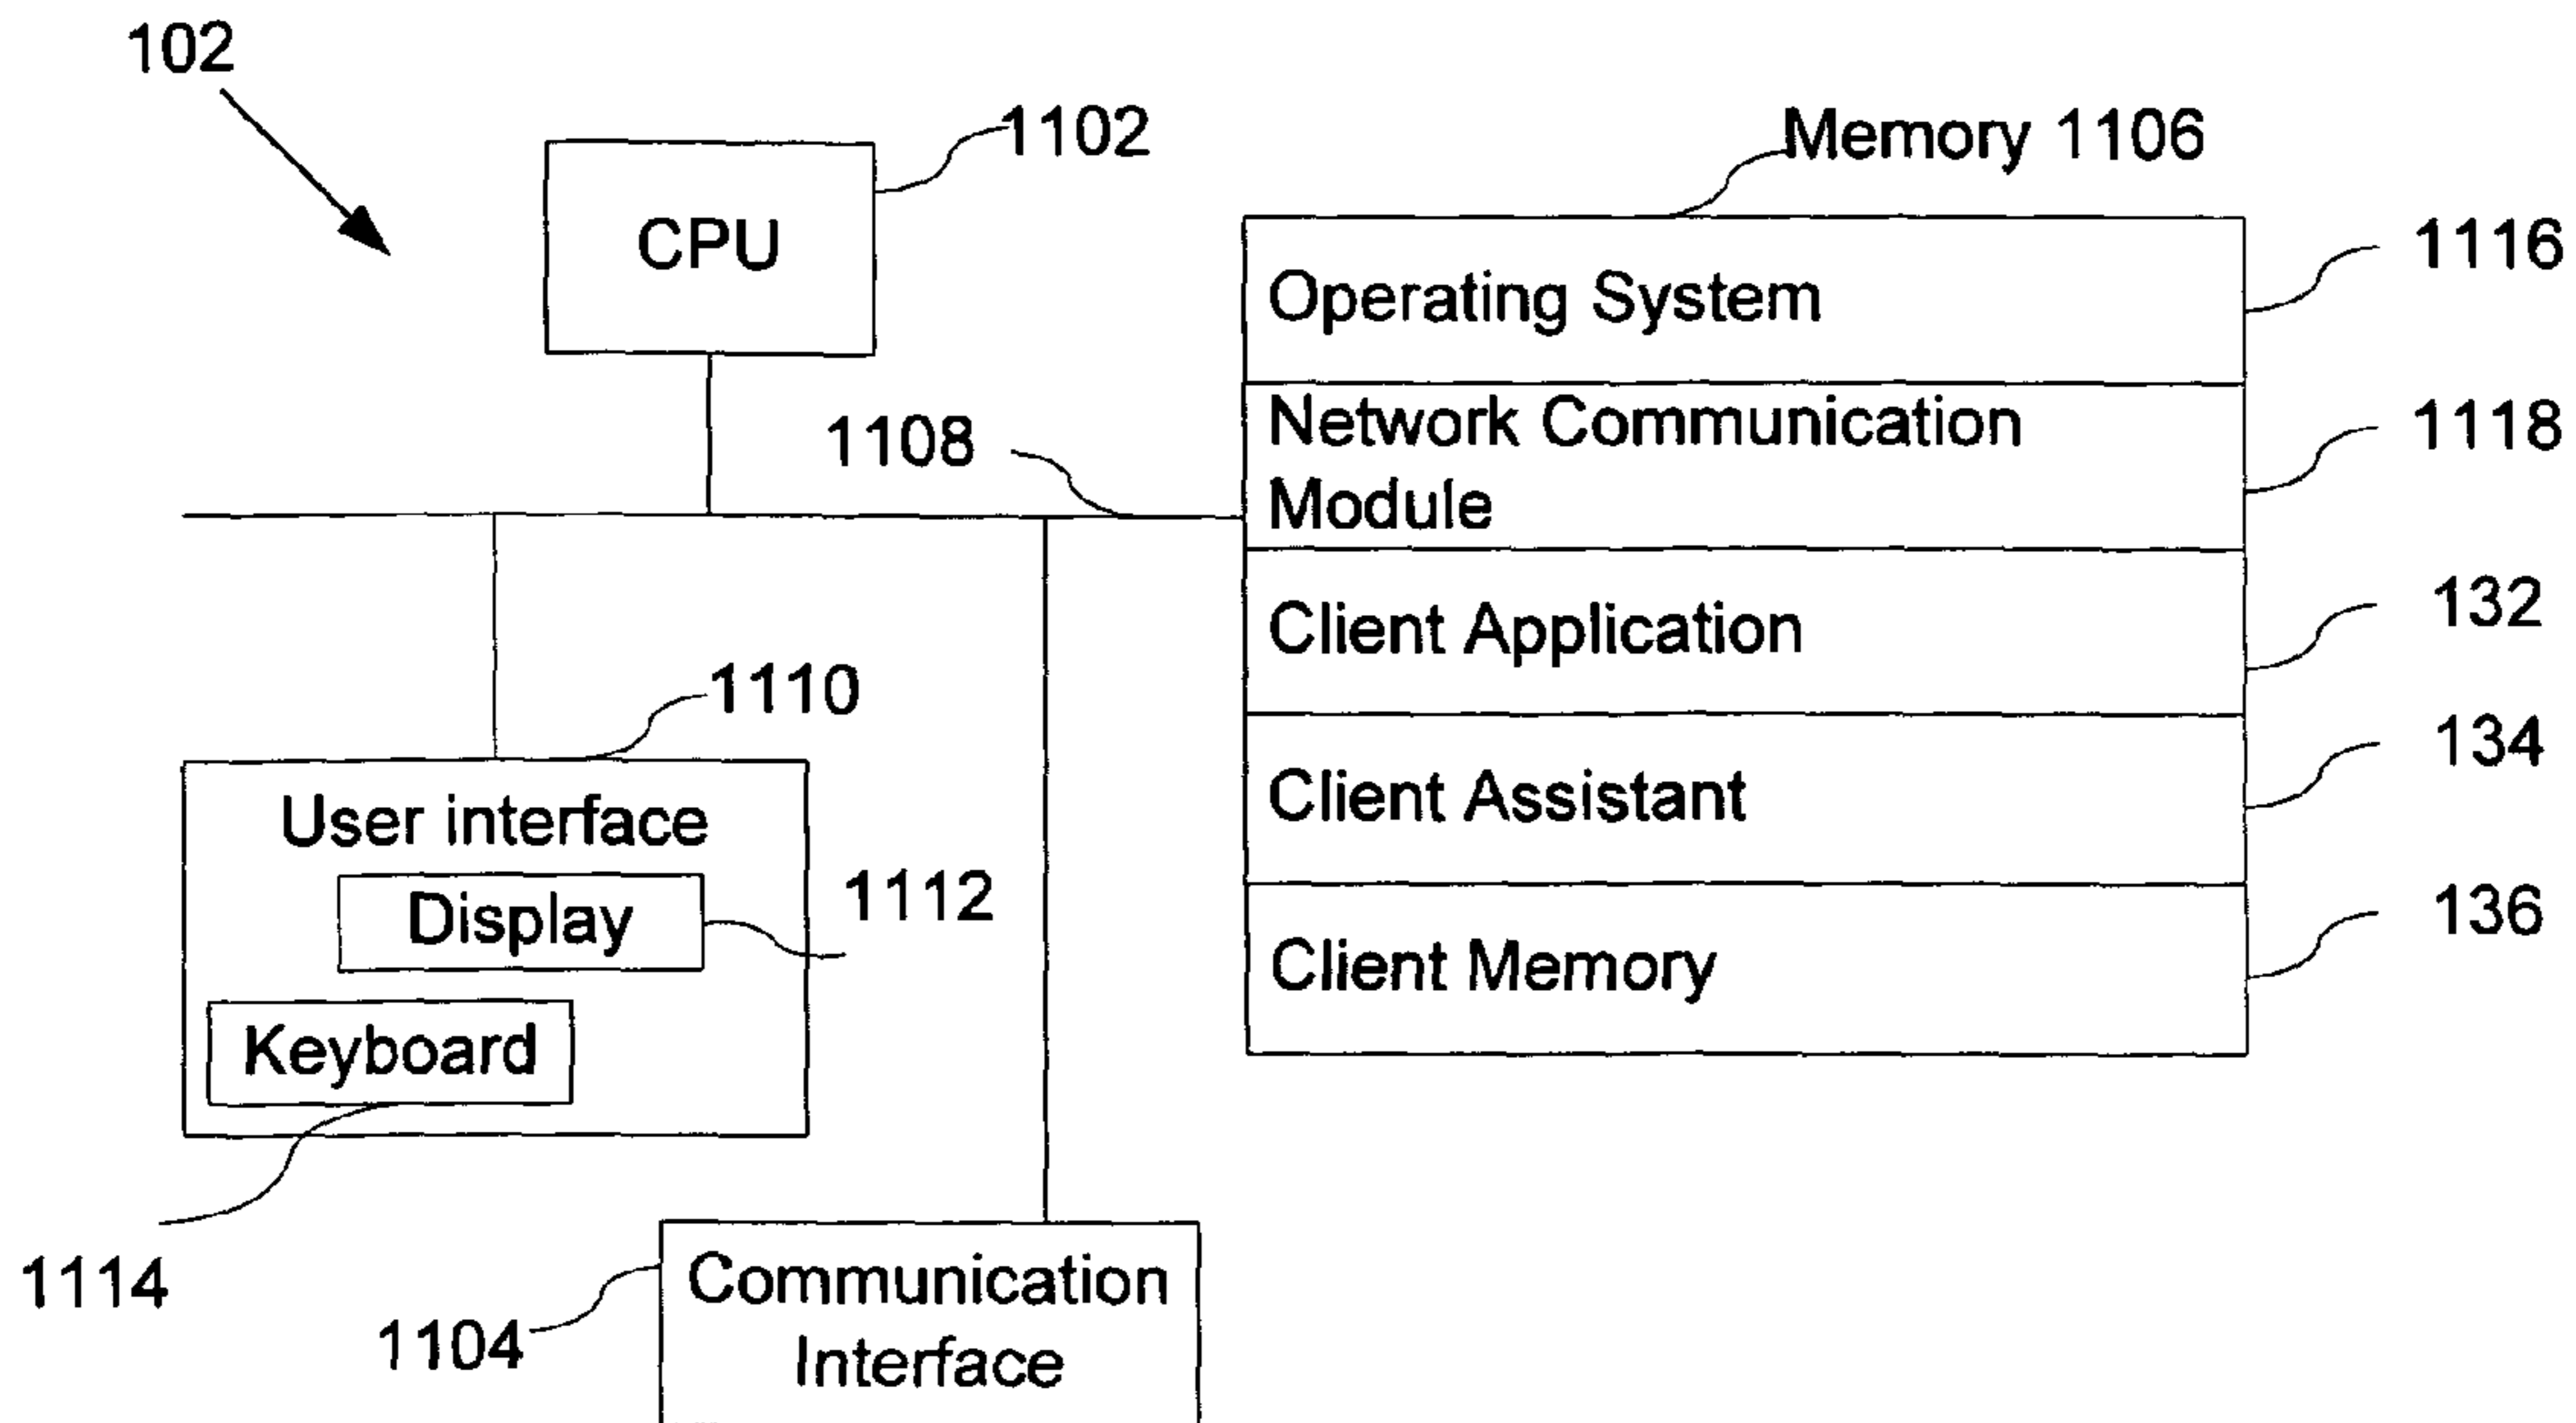 102
1102
CPU
Memory 1106
Operating System
1116
Network Communication
Module
1118
1108
Client Application
132
Client Assistant
134
Client Memory
136
1110
User interface
Display
1112
Keyboard
1114
Communication
Interface
1104